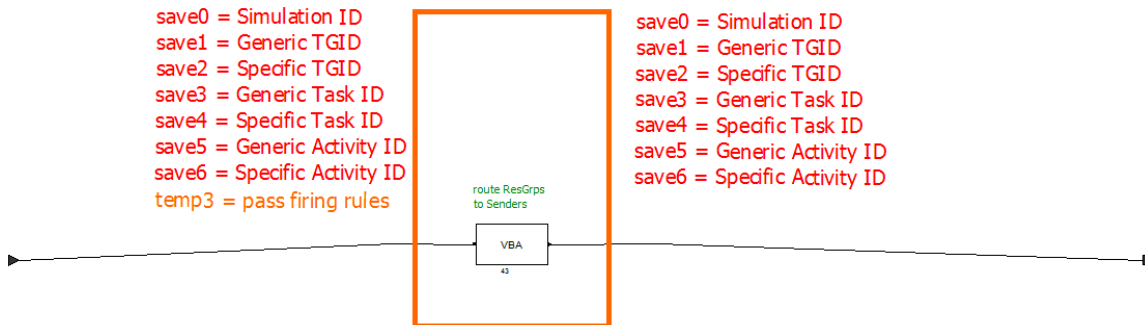 save0 = Simulation ID
save1 = Generic TGID
save2 = Specific TGID
save3 = Generic Task ID
save4 = Specific Task ID
save5 = Generic Activity ID
save6 = Specific Activity ID
temp3 = pass firing rules
route ResGrps
to Senders
VBA
43
save0 = Simulation ID
save1 = Generic TGID
save2 = Specific TGID
save3 = Generic Task ID
save4 = Specific Task ID
save5 = Generic Activity ID
save6 = Specific Activity ID